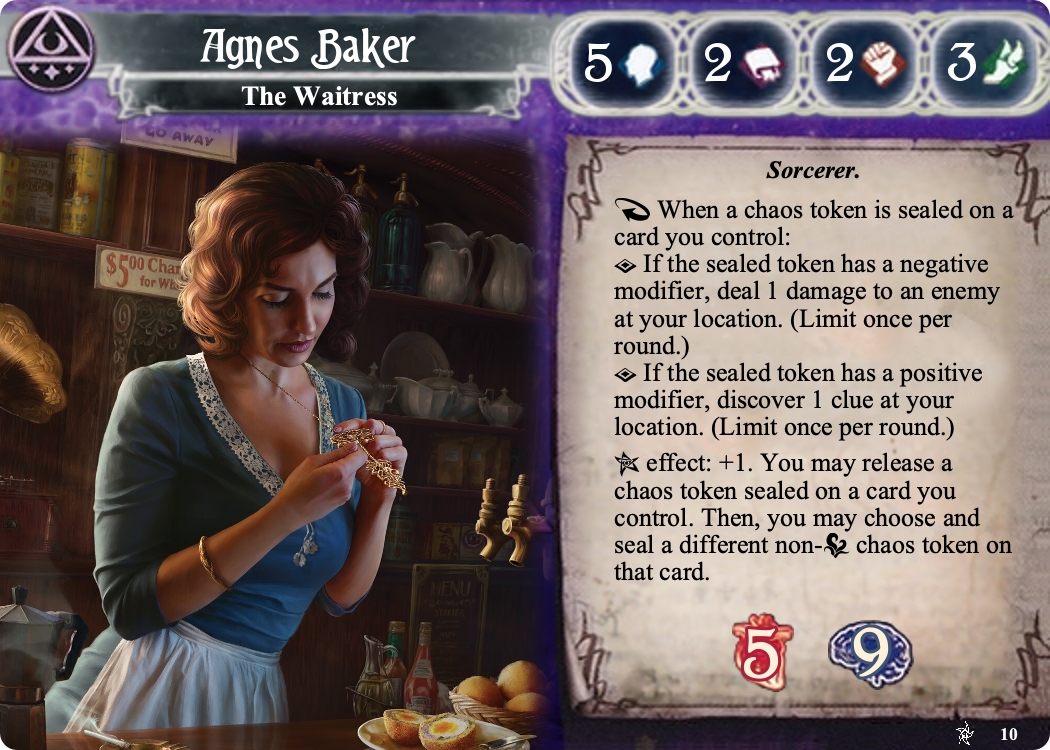 Agnes Baker
The Waitress
5
2
2
3
GO AWAY
$5.00 Char
for Wh
MENU
Sorcerer.
When a chaos token is sealed on a
card you control:
If the sealed token has a negative
modifier, deal 1 damage to an enemy
at your location. (Limit once per
round.)
If the sealed token has a positive
modifier, discover 1 clue at your
location. (Limit once per round.)
effect: +1. You may release a
chaos token sealed on a card you
control. Then, you may choose and
seal a different non- chaos token on
that card.
5
9
10